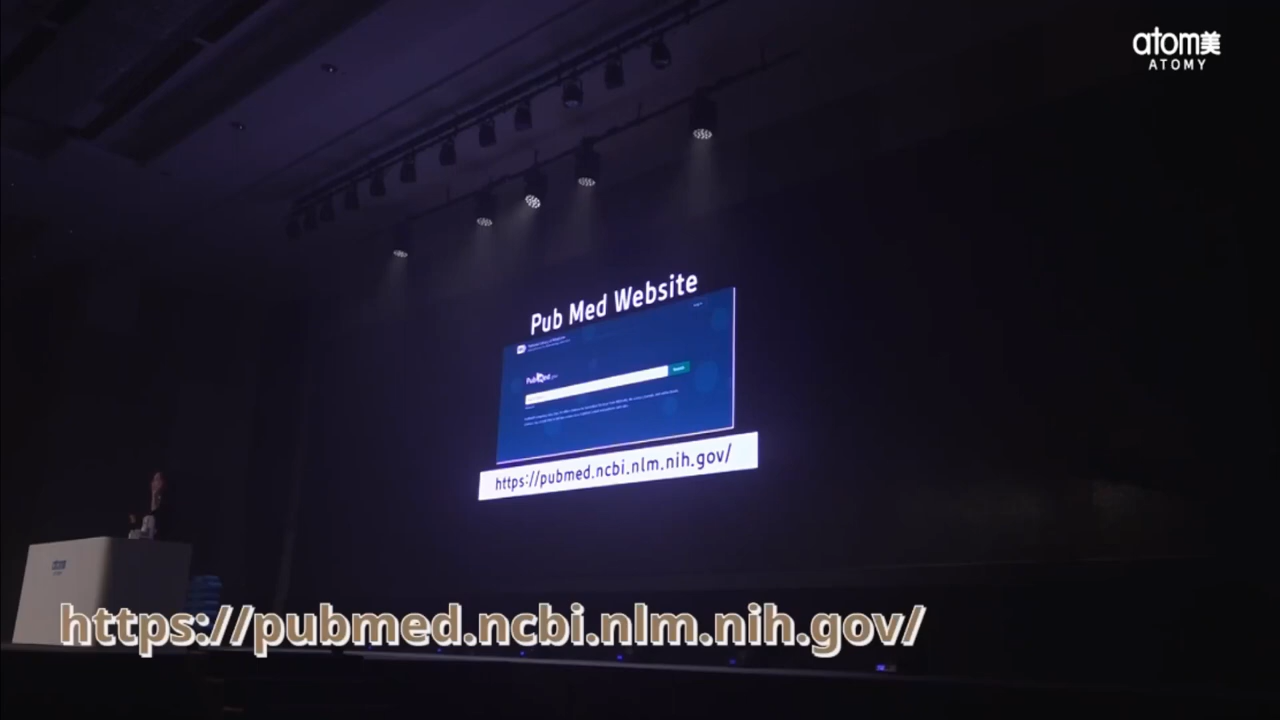 atom美
ATOMY
Pub Med Website
PubMed
https://pubmed.ncbi.nlm.nih.gov/
https://pubmed.ncbi.nlm.nih.gov/